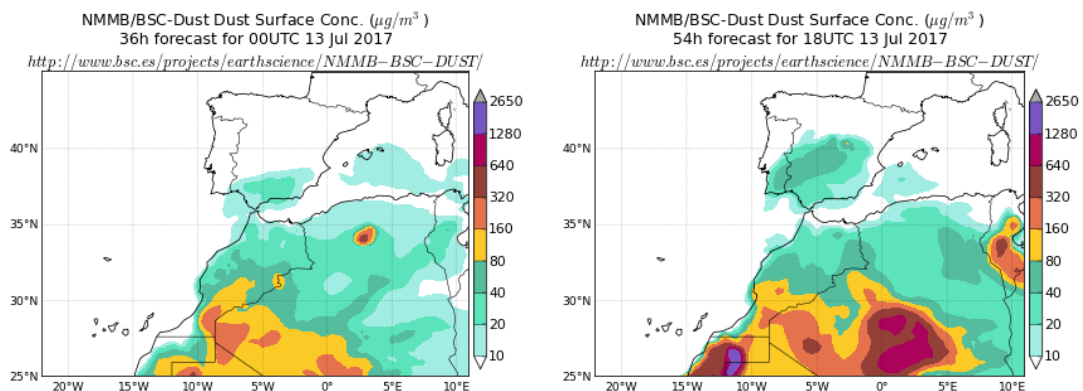 NMMB/BSC-Dust Dust Surface Conc. (µg/m³ )
36h forecast for 00UTC 13 Jul 2017
http://www.bsc.es/projects/earthscience/NMMB−BSC−DUST/
40°N
35°N
30°N
25°N
20°W 15°W 10°W 5°W 0°E 5°E 10°E
2650
1280
640
320
160
80
40
20
10
NMMB/BSC-Dust Dust Surface Conc. (µg/m³ )
54h forecast for 18UTC 13 Jul 2017
http://www.bsc.es/projects/earthscience/NMMB−BSC−DUST/
40°N
35°N
30°N
25°N
20°W 15°W 10°W 5°W 0°E 5°E 10°E
2650
1280
640
320
160
80
40
20
10